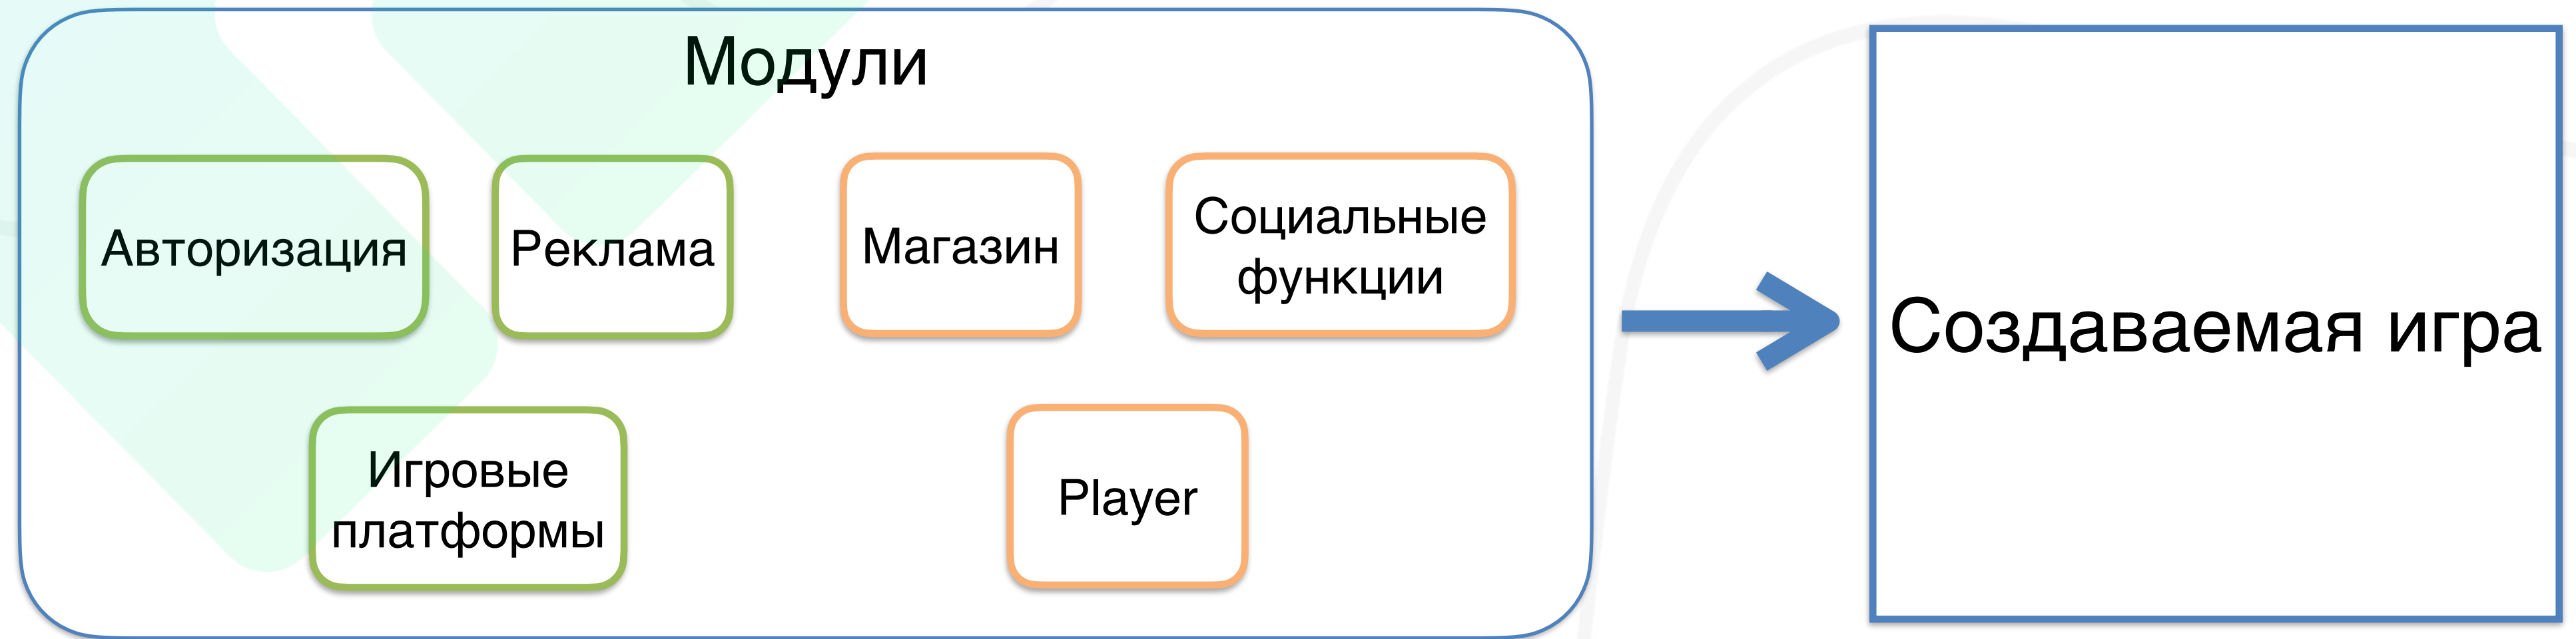 Модули
Авторизация
Реклама
Магазин
Социальные
функции
Игровые
платформы
Player
Создаваемая игра